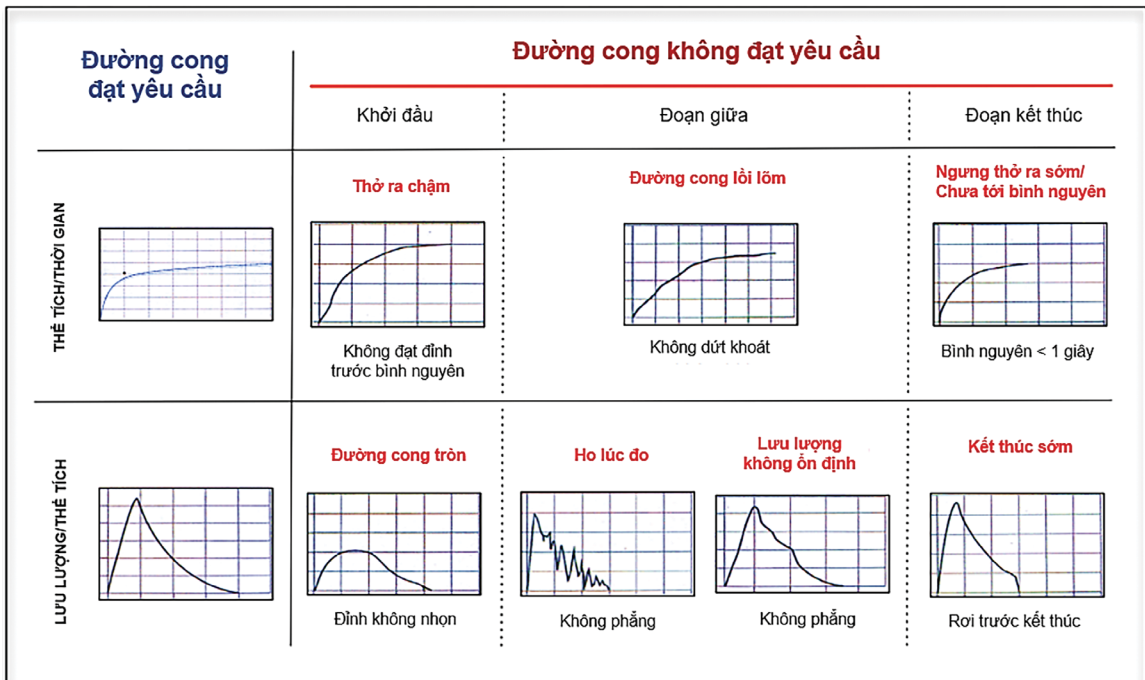 Đường cong
đạt yêu cầu
Đường cong không đạt yêu cầu
Khởi đầu
Đoạn giữa
Đoạn kết thúc
THỂ TÍCH/THỜI GIAN
Thở ra chậm
Không đạt đỉnh
trước bình nguyên
Đường cong lồi lõm
Không dứt khoát
Ngưng thở ra sớm/
Chưa tới bình nguyên
Bình nguyên < 1 giây
LƯU LƯỢNG/THỂ TÍCH
Đường cong tròn
Đỉnh không nhọn
Ho lúc đo
Không phẳng
Lưu lượng
không ổn định
Không phẳng
Kết thúc sớm
Rơi trước kết thúc